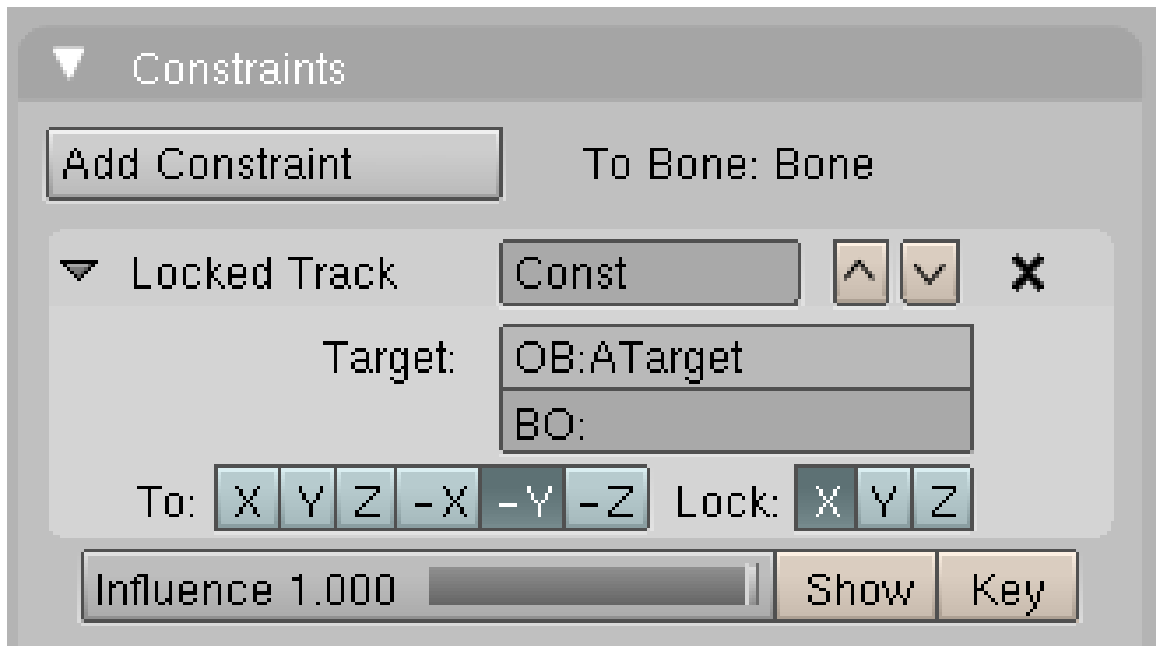 Constraints
Add Constraint To Bone: Bone
Locked Track Const
Target: OB:ATarget
BO:
To: X Y Z -X -Y -Z Lock: X Y Z
Influence 1.000 Show Key